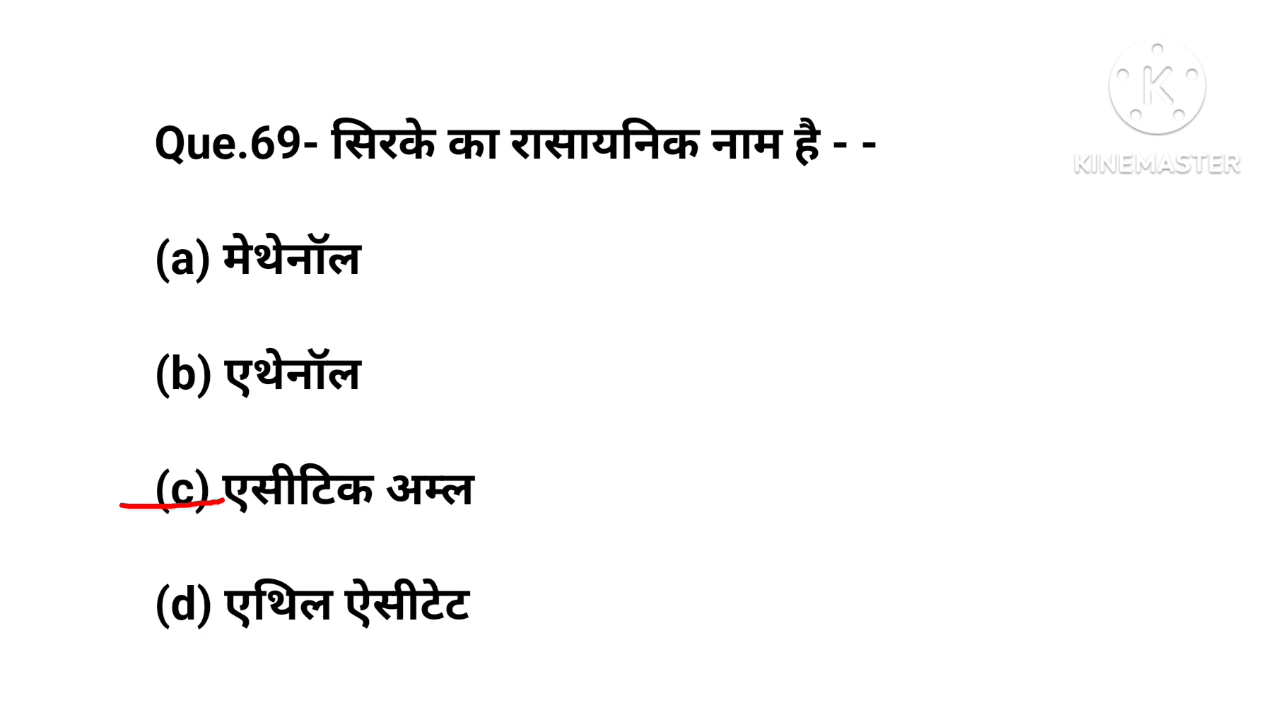 Que.69- सिरके का रासायनिक नाम है - -
(a) मेथेनॉल
(b) एथेनॉल
(c) एसीटिक अम्ल
(d) एथिल ऐसीटेट
K
KINEMASTER